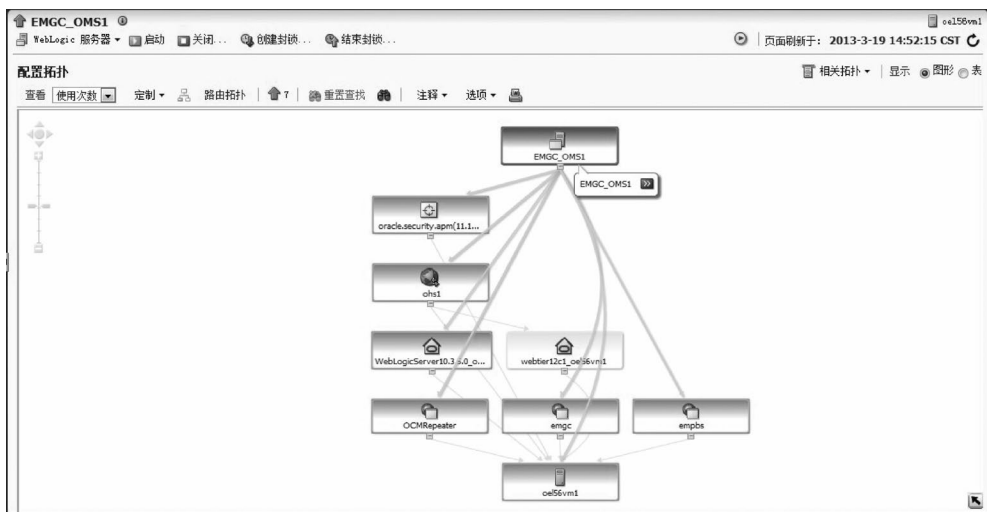 EMGC_OMS1
oel56vm1
WebLogic 服务器 启动 关闭... 创建封锁... 结束封锁...
页面刷新于: 2013-3-19 14:52:15 CST
配置拓扑
相关拓扑 显示 图形 表
查看 使用次数 定制 路由拓扑 7 重置查找 注释 选项
EMGC_OMS1
EMGC_OMS1
oracle.security.apm(11.1...
ohs1
WebLogicServer10.3.6.0_o...
webtier12c1_oel56vm1
OCMRepeater
emgc
empbs
oel56vm1